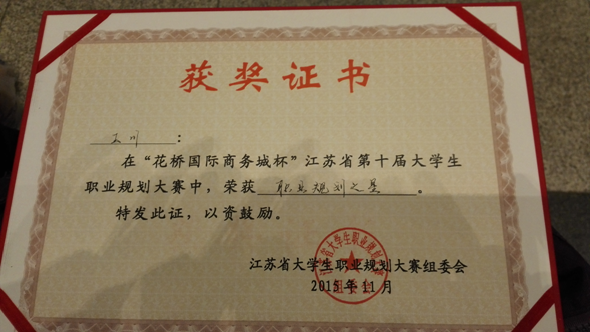 获奖证书
王川：
在“花桥国际商务城杯”江苏省第十届大学生
职业规划大赛中，荣获职业规划之星。
特发此证，以资鼓励。
江苏省大学生职业规划大赛组委会
2015年11月